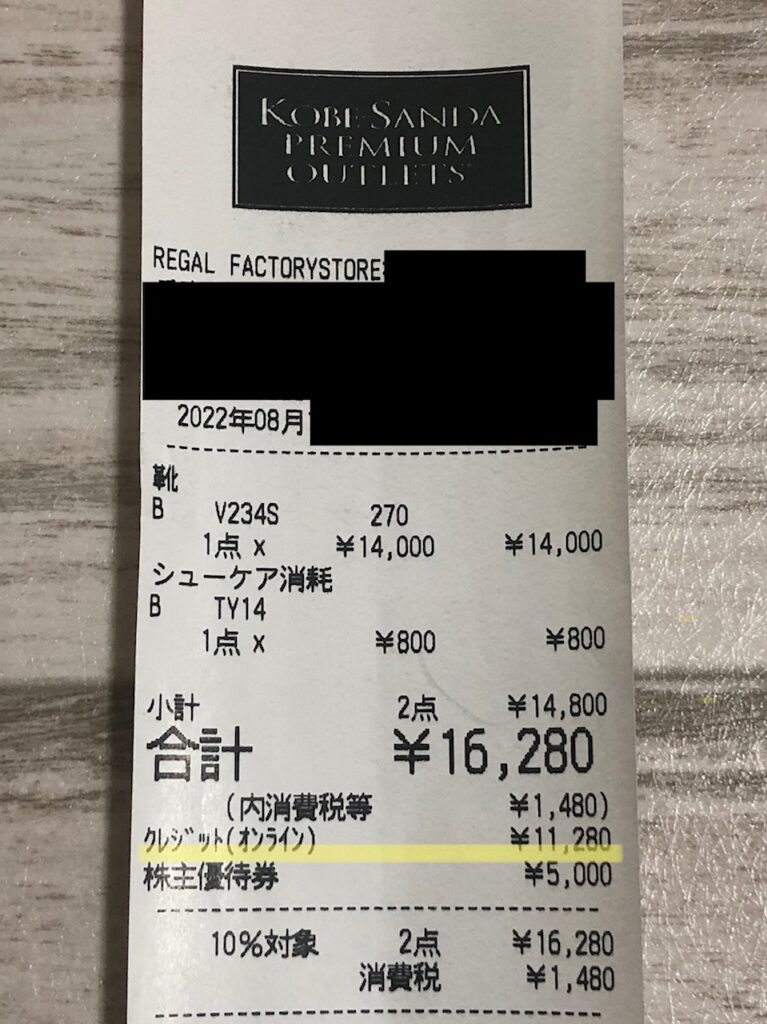 KOBE-SANDA
PREMIUM
OUTLETS
REGAL FACTORYSTORE
2022年08月
靴
B V234S 270
1点 x ¥14,000 ¥14,000
シューケア消耗
B TY14
1点 x ¥800 ¥800
小計 2点 ¥14,800
合計 ¥16,280
(内消費税等 ¥1,480)
ｸﾚｼﾞｯﾄ(ｵﾝﾗｲﾝ) ¥11,280
株主優待券 ¥5,000
10%対象 2点 ¥16,280
消費税 ¥1,480